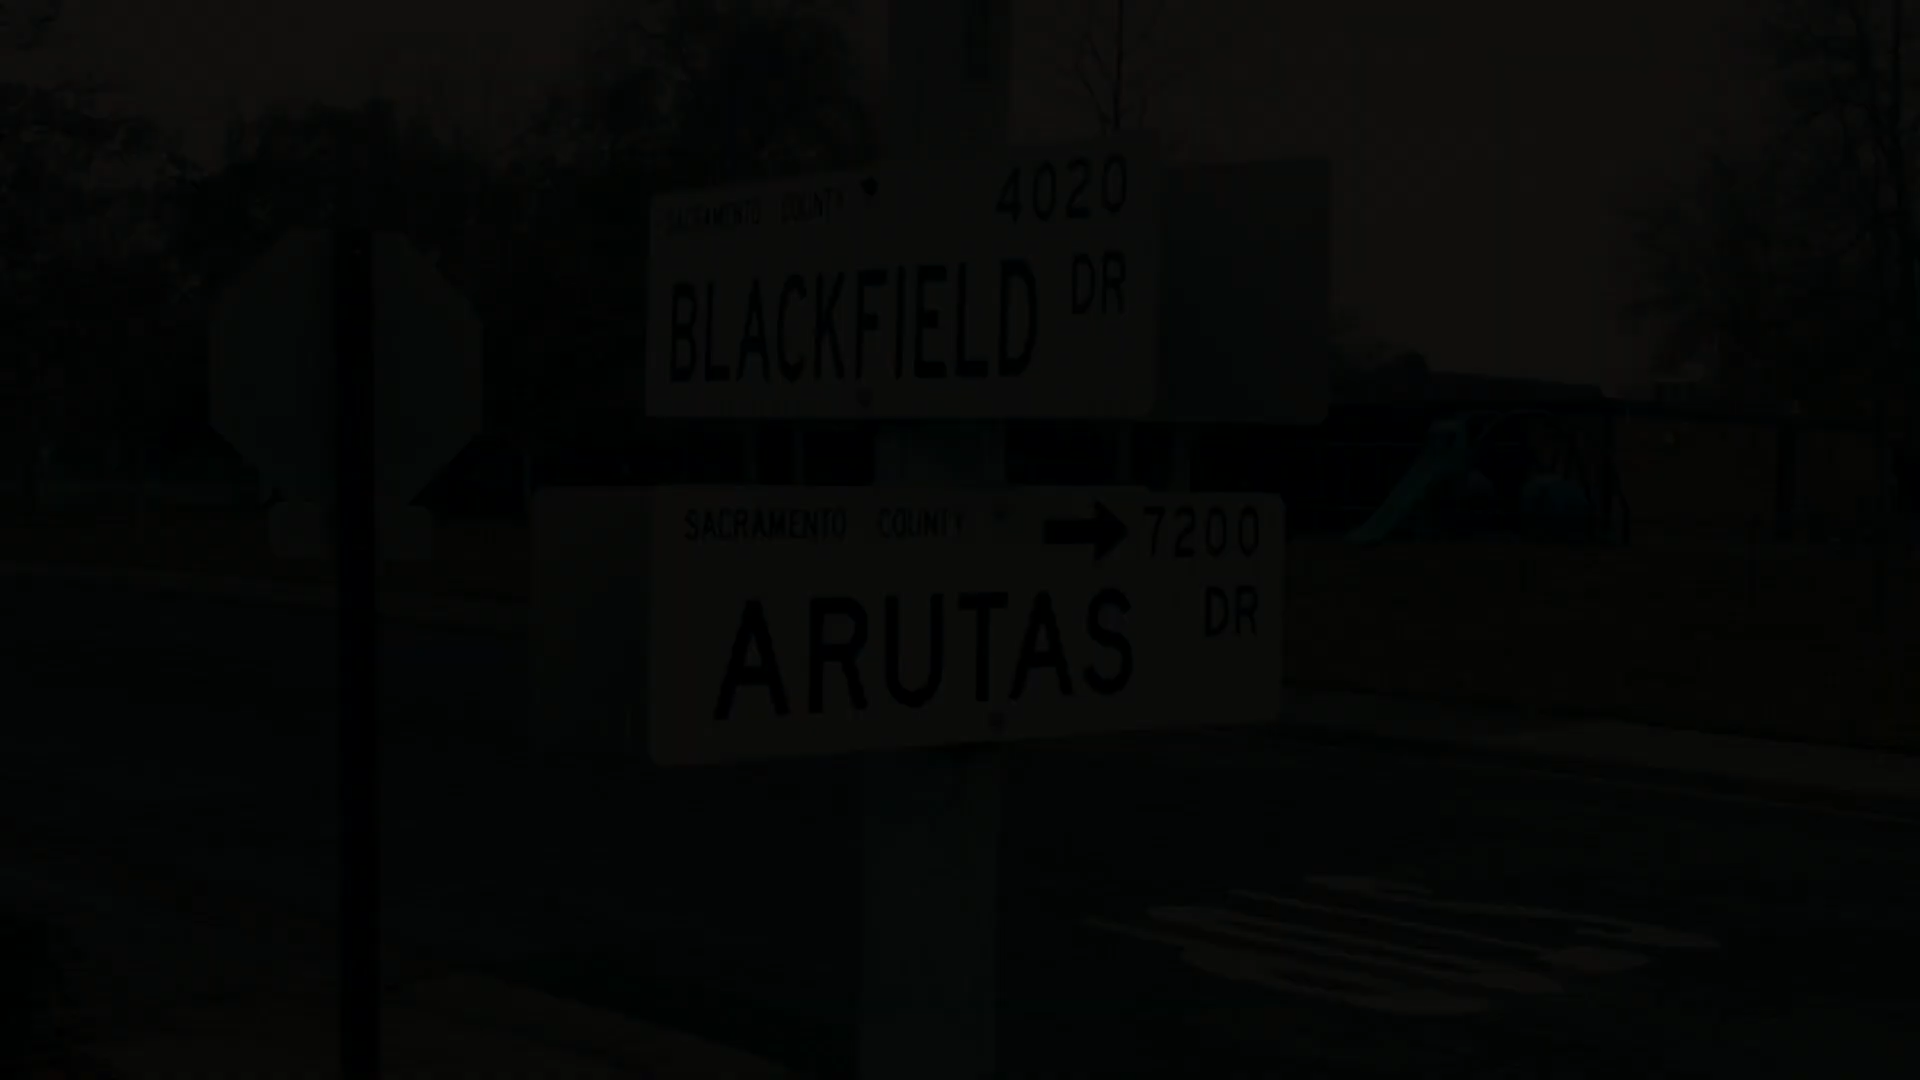 SACRAMENTO COUNTY 4020
BLACKFIELD DR
SACRAMENTO COUNTY 7200
ARUTAS DR